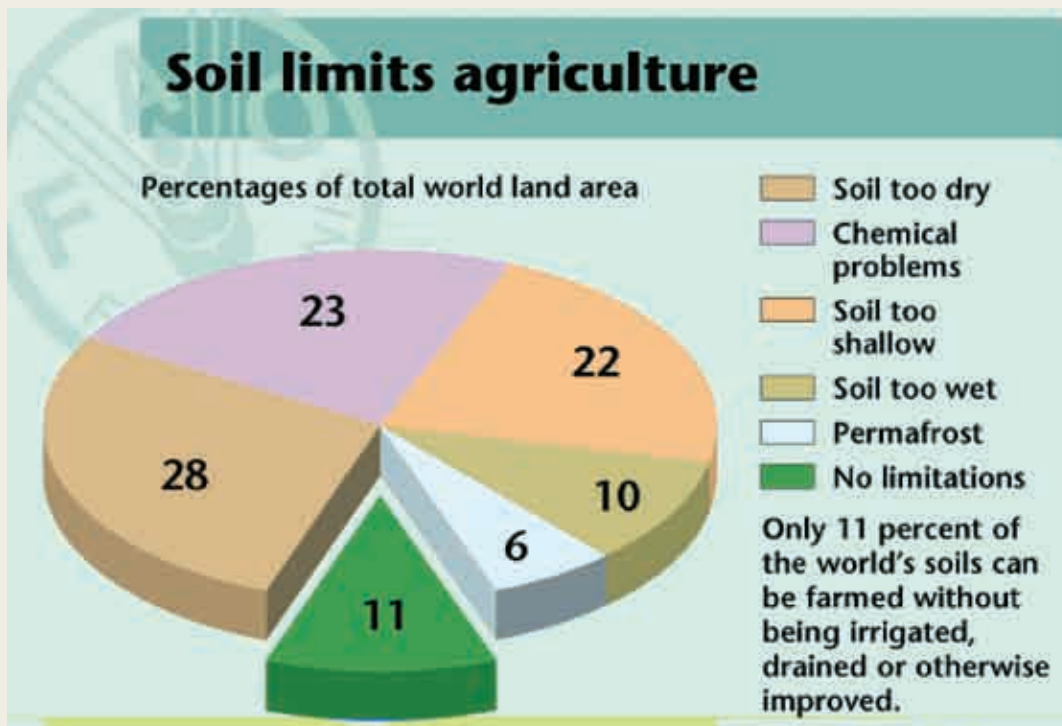 Soil limits agriculture
Percentages of total world land area
Soil too dry
Chemical
problems
Soil too
shallow
Soil too wet
Permafrost
No limitations
23
22
28
10
6
11
Only 11 percent of
the world's soils can
be farmed without
being irrigated,
drained or otherwise
improved.